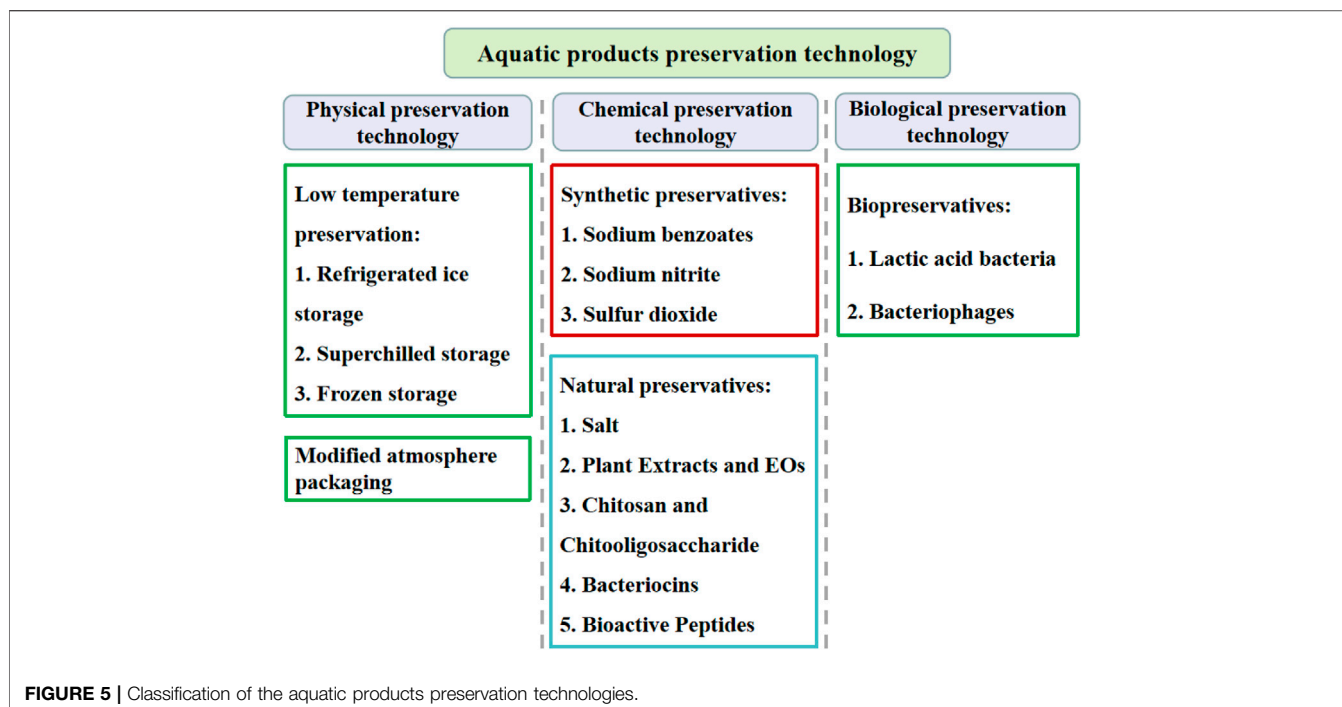 Aquatic products preservation technology
Physical preservation
technology
Low temperature
preservation:
1. Refrigerated ice
storage
2. Superchilled storage
3. Frozen storage
Modified atmosphere
packaging
Chemical preservation
technology
Synthetic preservatives:
1. Sodium benzoates
2. Sodium nitrite
3. Sulfur dioxide
Natural preservatives:
1. Salt
2. Plant Extracts and EOs
3. Chitosan and
Chitooligosaccharide
4. Bacteriocins
5. Bioactive Peptides
Biological preservation
technology
Biopreservatives:
1. Lactic acid bacteria
2. Bacteriophages
FIGURE 5 | Classification of the aquatic products preservation technologies.